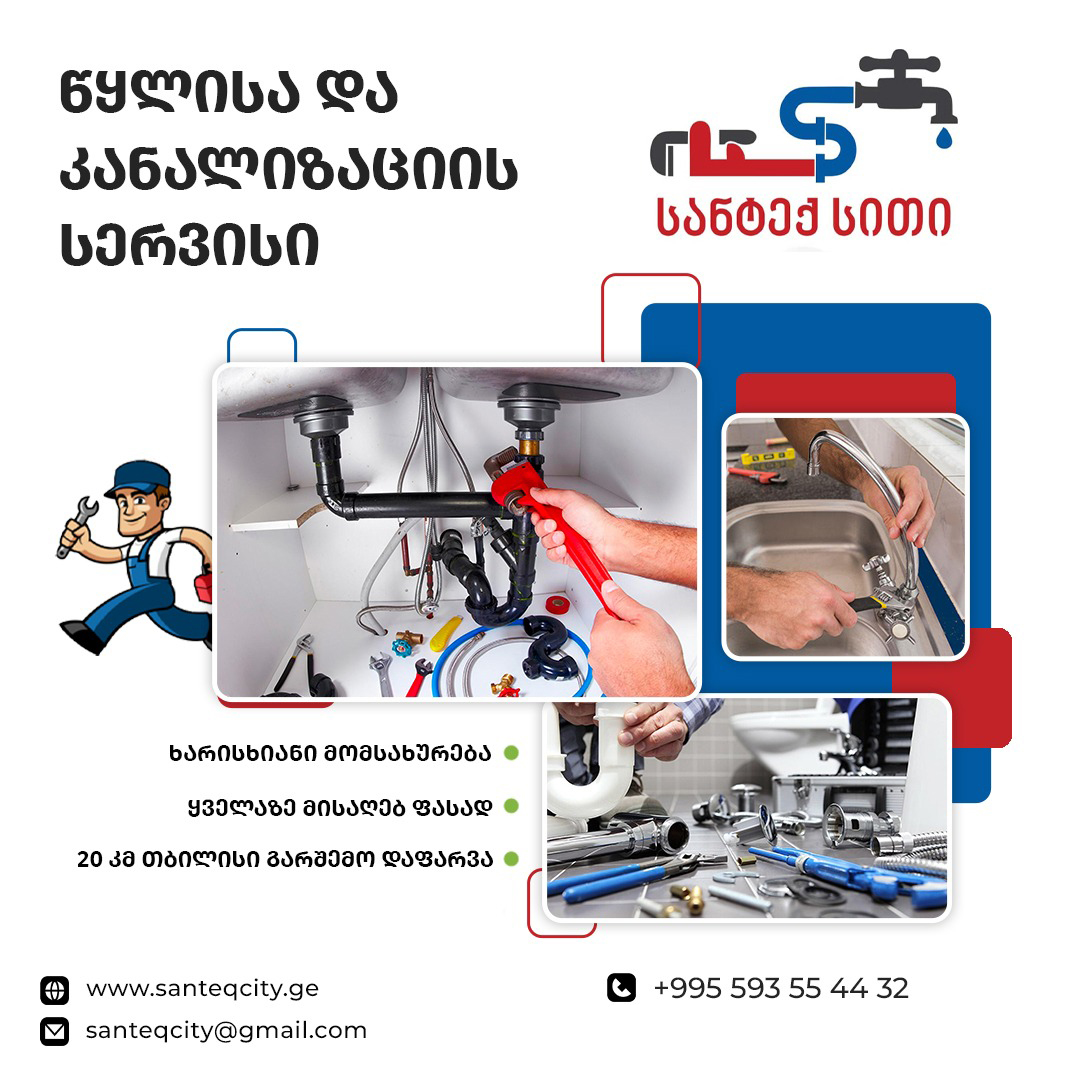 წყლისა და
კანალიზაციის
სერვისი
სანტექ სითი
ხარისხიანი მომსახურება
ყველაზე მისაღებ ფასად
20 კმ თბილისი გარშემო დაფარვა
www.santeqcity.ge
santeqcity@gmail.com
+995 593 55 44 32